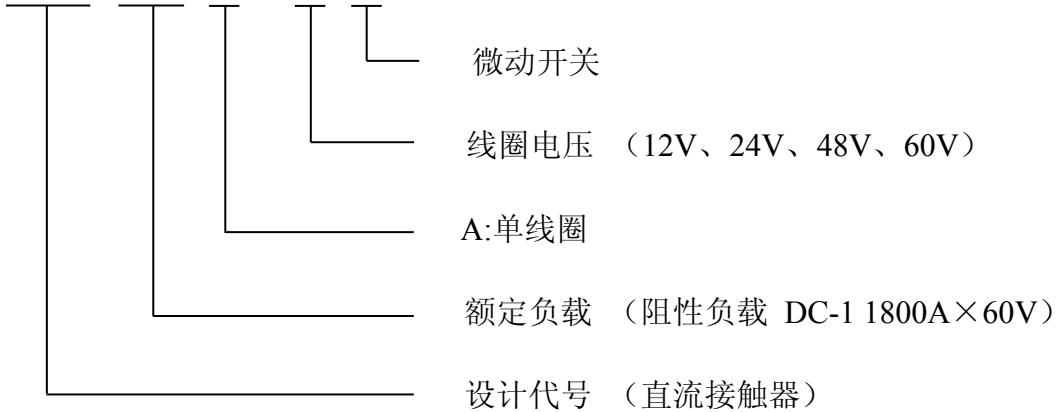 微动开关
线圈电压 （12V、24V、48V、60V）
A:单线圈
额定负载 （阻性负载 DC-1 1800A×60V）
设计代号 （直流接触器）